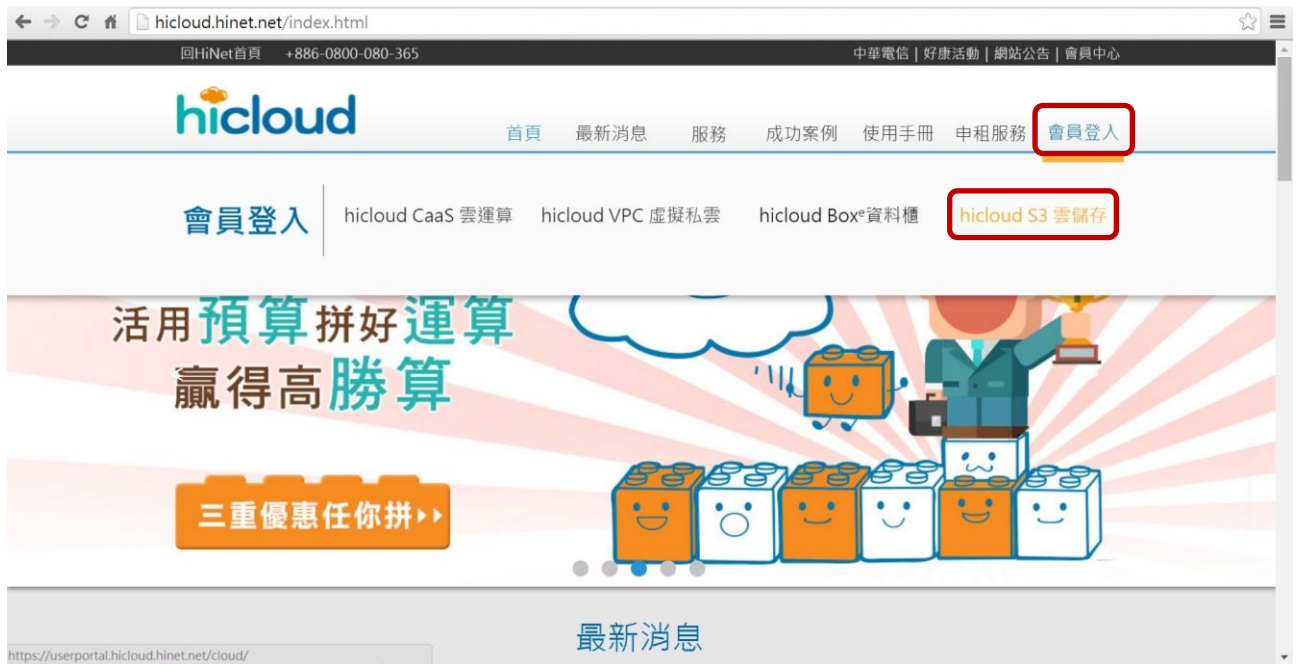 hicloud.hinet.net/index.html
回HiNet首頁 +886-0800-080-365 中華電信 | 好康活動 | 網站公告 | 會員中心
hicloud
首頁 最新消息 服務 成功案例 使用手冊 申租服務 會員登入
會員登入 hicloud CaaS 雲運算 hicloud VPC 虛擬私雲 hicloud Boxe資料櫃 hicloud S3 雲儲存
活用預算拼好運算
贏得高勝算
三重優惠任你拼
最新消息
https://userportal.hicloud.hinet.net/cloud/